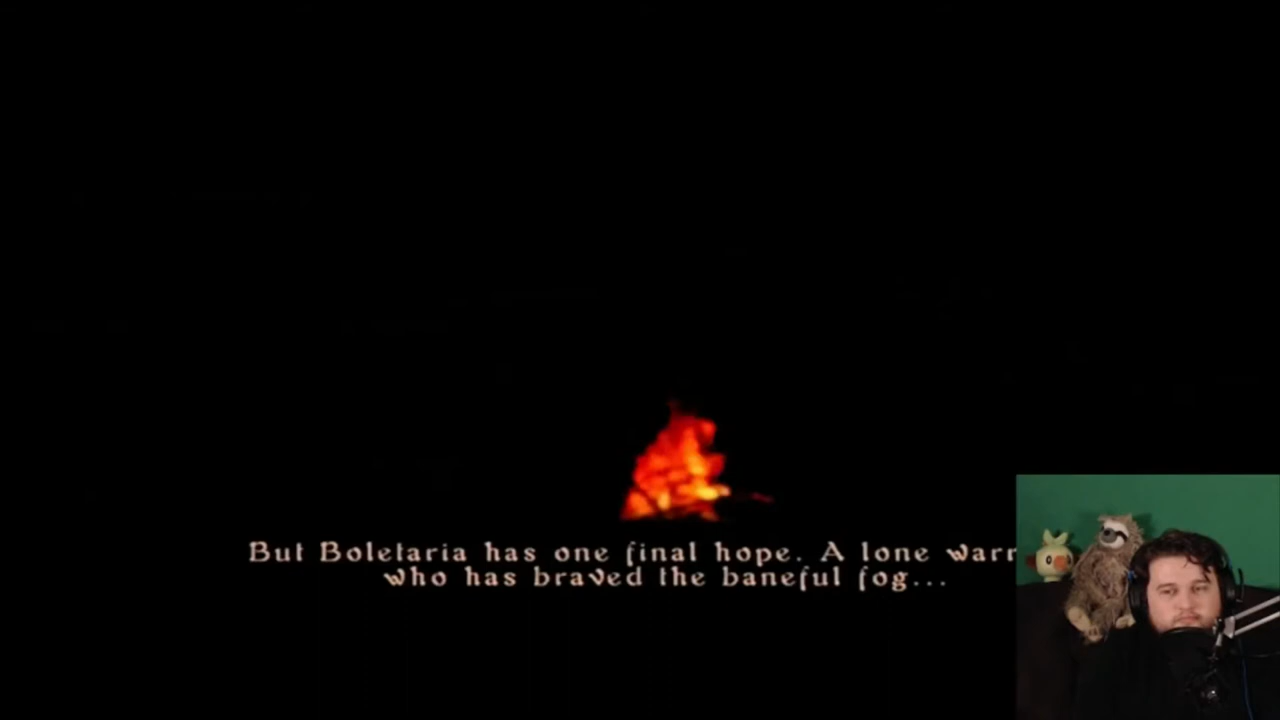 But Boletaria has one final hope. A lone
who has braved the baneful fog...